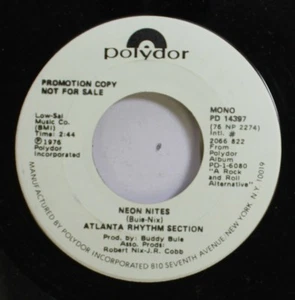 polydor
PROMOTION COPY
NOT FOR SALE
Low-Sal
Music Co.
(BMI)
Time: 2:44
Ⓟ 1976
Polydor
Incorporated
MONO
PD 14397
(76 NP 2274)
Intl. #
2066 822
From
Polydor
Album
PD-1-6080
"A Rock
and Roll
Alternative"
NEON NITES
(Buie-Nix)
ATLANTA RHYTHM SECTION
Prod. by: Buddy Buie
Asso. Prods:
Robert Nix-J.R. Cobb
MANUFACTURED BY POLYDOR INCORPORATED 810 SEVENTH AVENUE, NEW YORK, N.Y. 10019